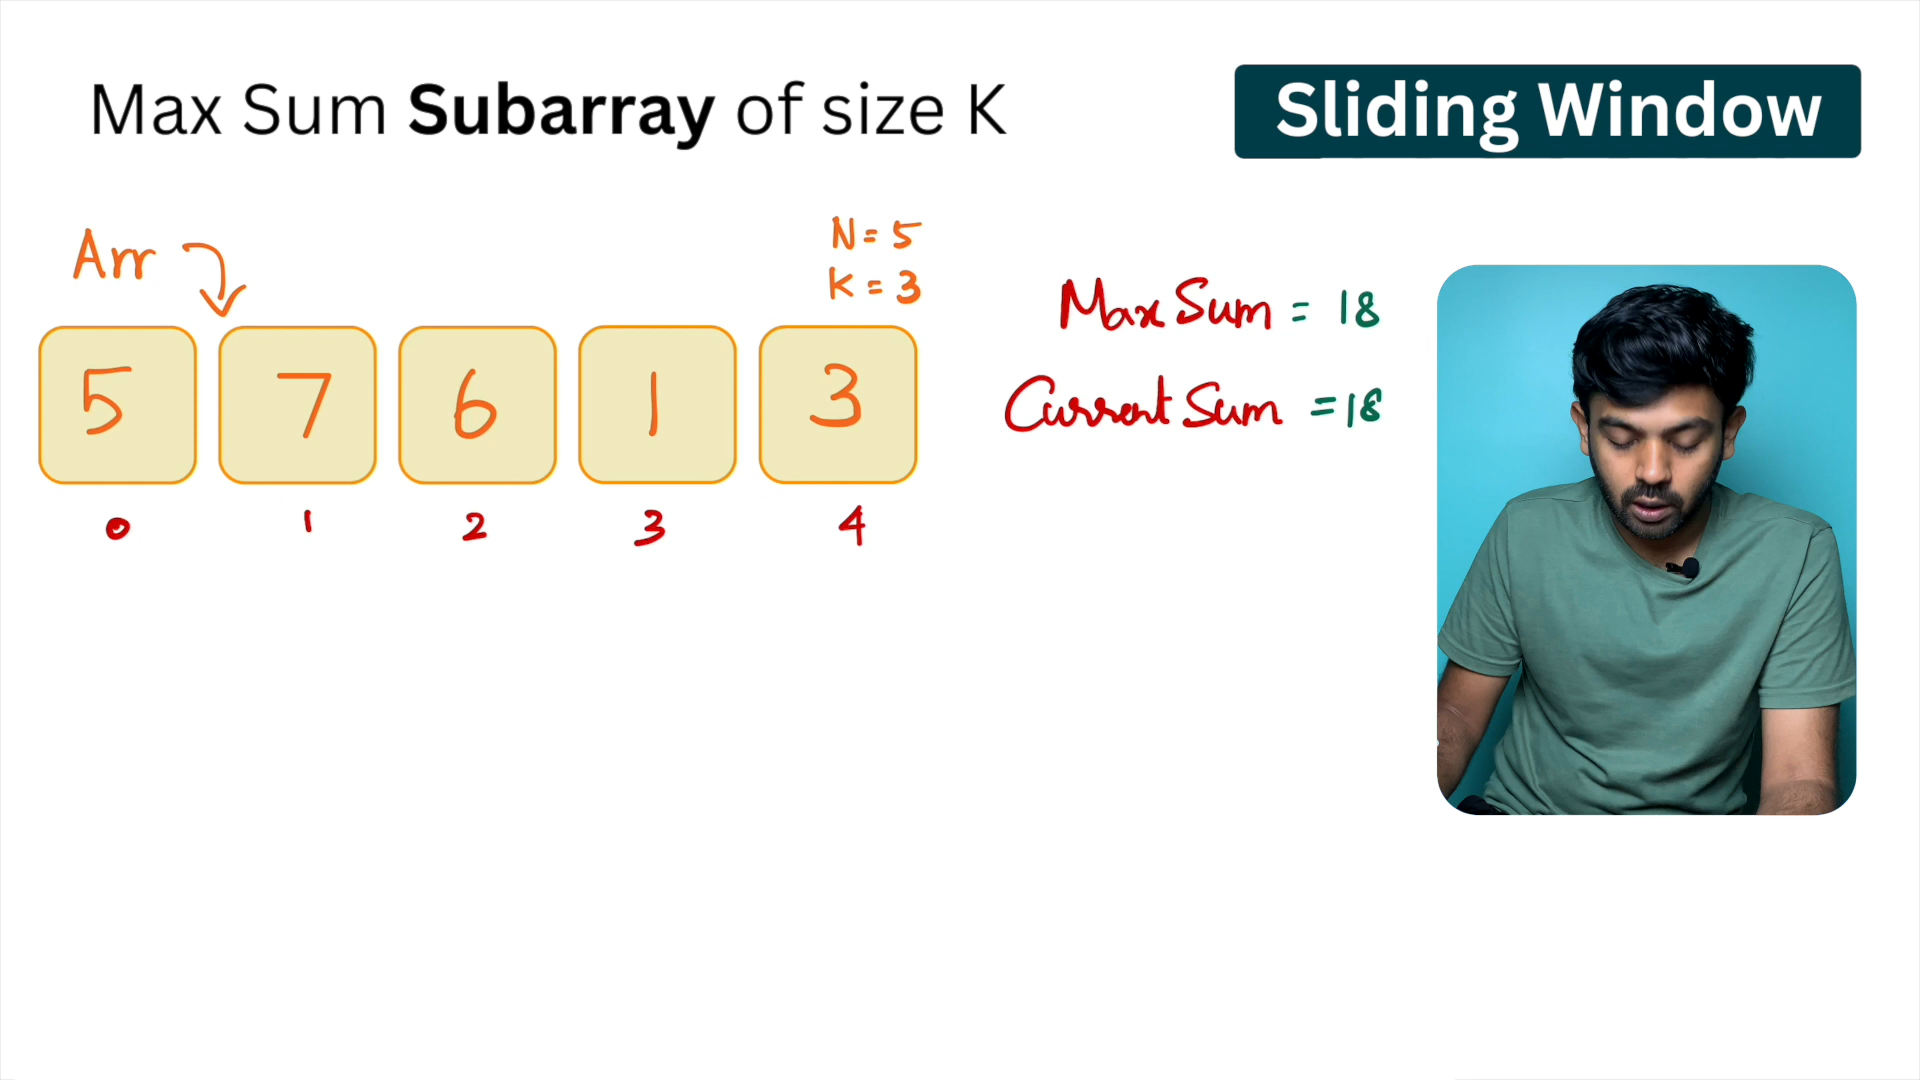 Max Sum Subarray of size K
Sliding Window
Arr
N = 5
K = 3
5 7 6 1 3
0 1 2 3 4
Max Sum = 18
Current Sum = 18